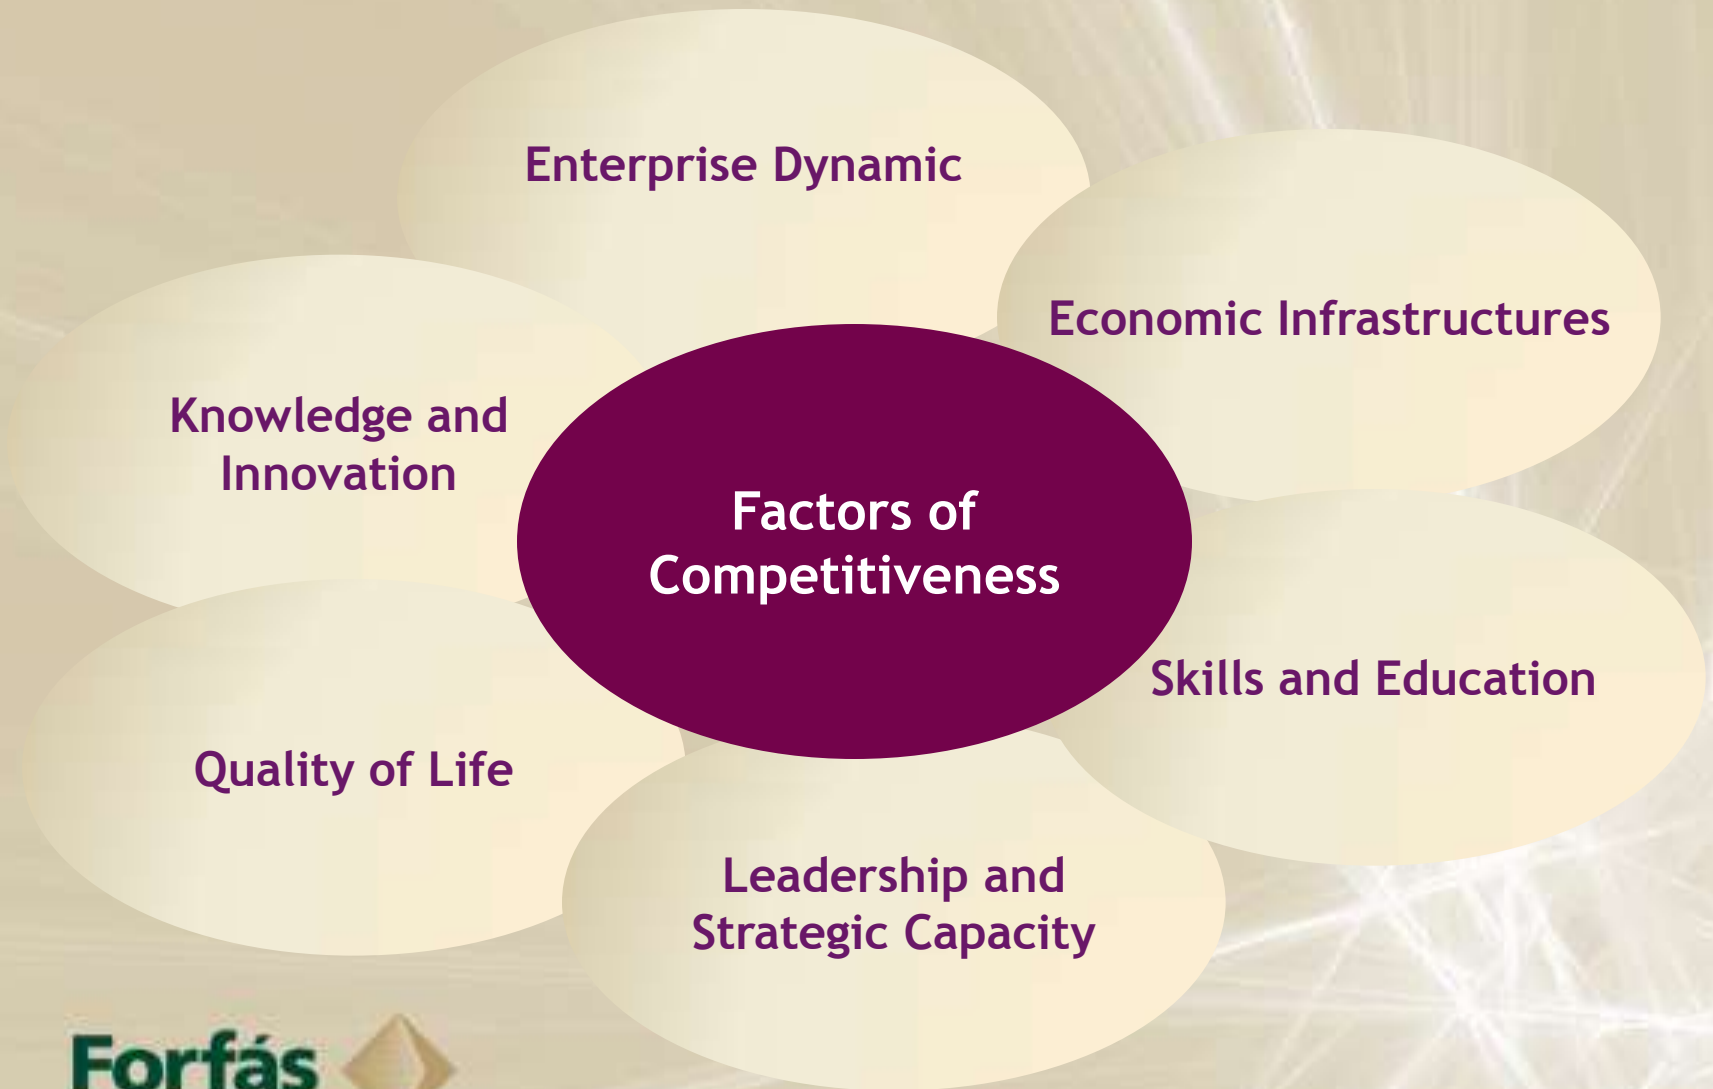 Enterprise Dynamic
Economic Infrastructures
Knowledge and
Innovation
Factors of
Competitiveness
Skills and Education
Quality of Life
Leadership and
Strategic Capacity
Forfás